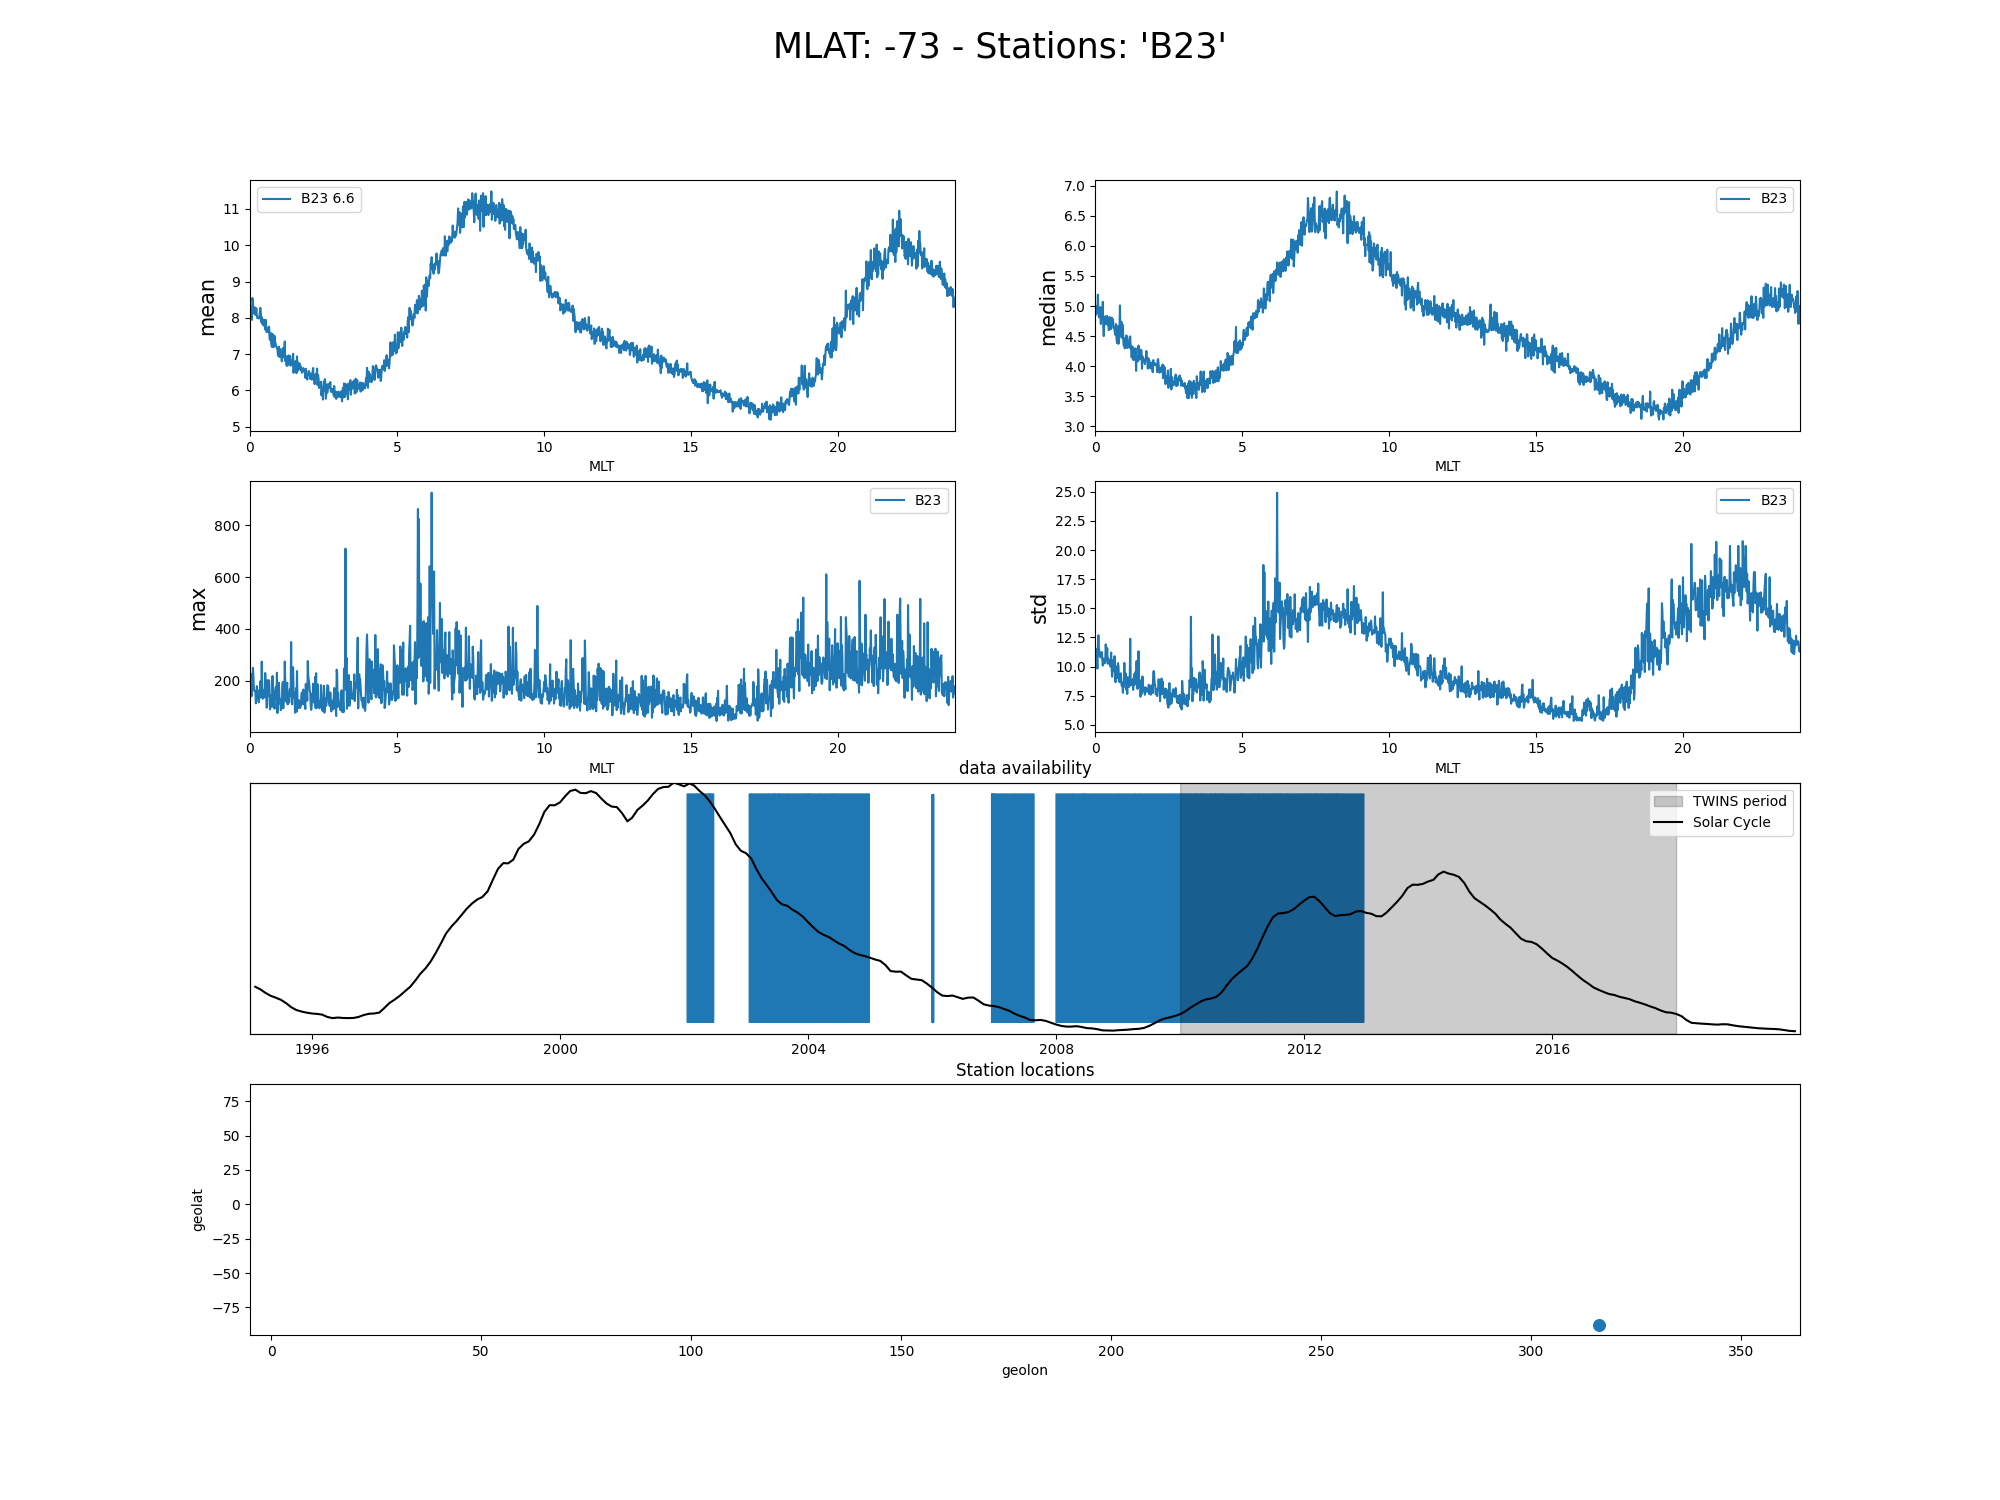 MLAT: -73 - Stations: 'B23'
mean
11
10
9
8
7
6
5
B23 6.6
0 5 10 15 20
MLT
median
7.0
6.5
6.0
5.5
5.0
4.5
4.0
3.5
3.0
B23
0 5 10 15 20
MLT
max
800
600
400
200
B23
0 5 10 15 20
MLT
std
25.0
22.5
20.0
17.5
15.0
12.5
10.0
7.5
5.0
B23
0 5 10 15 20
MLT
data availability
TWINS period
Solar Cycle
1996 2000 2004 2008 2012 2016
Station locations
geolat
75
50
25
0
−25
−50
−75
0 50 100 150 200 250 300 350
geolon